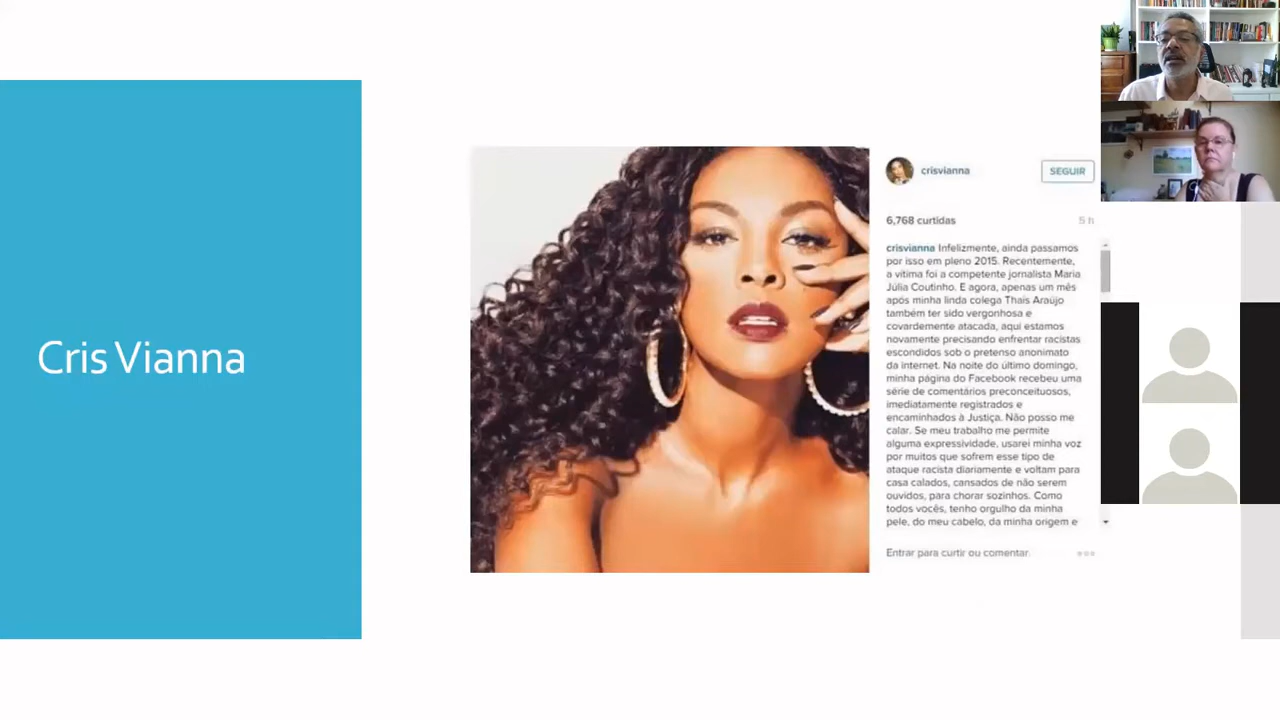 Cris Vianna
crisvianna
SEGUIR
6,768 curtidas
5 h
crisvianna Infelizmente, ainda passamos
por isso em pleno 2015. Recentemente,
a vítima foi a competente jornalista Maria
Júlia Coutinho. E agora, apenas um mês
após minha linda colega Thais Araújo
também ter sido vergonhosa e
covardemente atacada, aqui estamos
novamente precisando enfrentar racistas
escondidos sob o pretenso anonimato
da internet. Na noite do último domingo,
minha página do Facebook recebeu uma
série de comentários preconceituosos,
imediatamente registrados e
encaminhados à Justiça. Não posso me
calar. Se meu trabalho me permite
alguma expressividade, usarei minha voz
por muitos que sofrem esse tipo de
ataque racista diariamente e voltam para
casa calados, cansados de não serem
ouvidos, para chorar sozinhos. Como
todos vocês, tenho orgulho da minha
pele, do meu cabelo, da minha origem e
Entrar para curtir ou comentar.